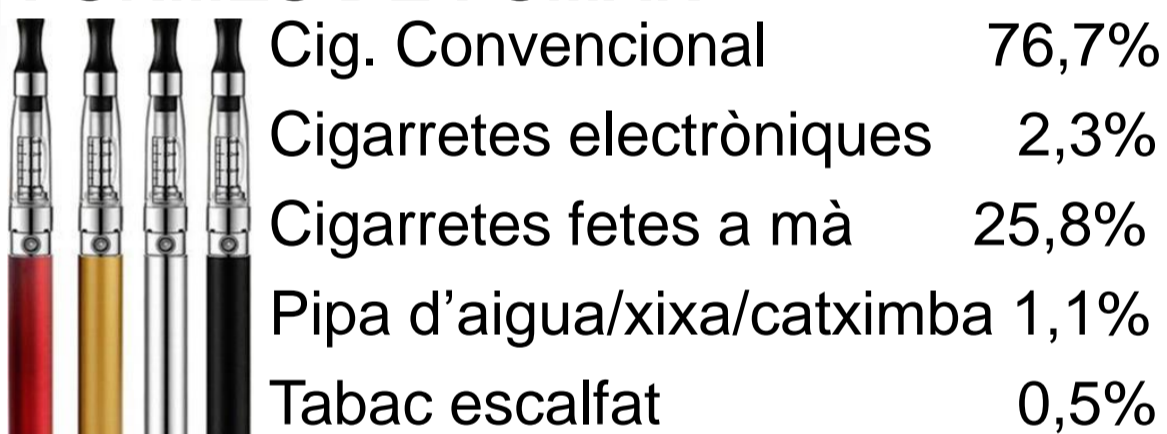 Cig. Convencional 76,7%
Cigarretes electròniques 2,3%
Cigarretes fetes a mà 25,8%
Pipa d’aigua/xixa/catximba 1,1%
Tabac escalfat 0,5%